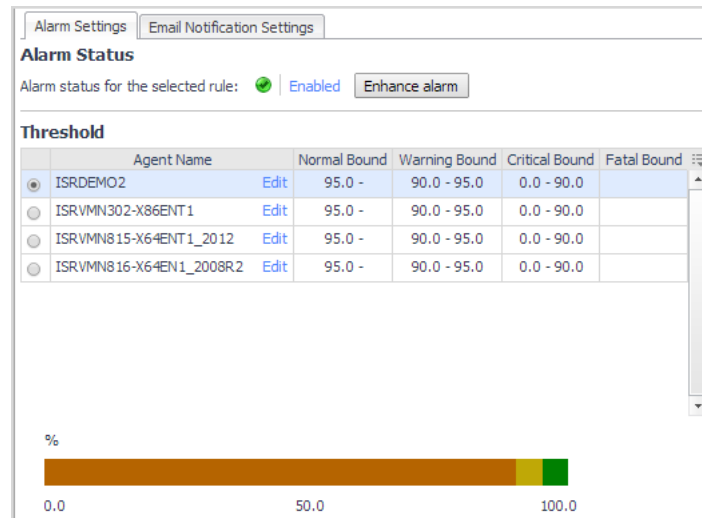 Alarm Settings Email Notification Settings
Alarm Status
Alarm status for the selected rule: Enabled Enhance alarm
Threshold
Agent Name Normal Bound Warning Bound Critical Bound Fatal Bound
ISRDEMO2 Edit 95.0 - 90.0 - 95.0 0.0 - 90.0
ISRVMN302-X86ENT1 Edit 95.0 - 90.0 - 95.0 0.0 - 90.0
ISRVMN815-X64ENT1_2012 Edit 95.0 - 90.0 - 95.0 0.0 - 90.0
ISRVMN816-X64EN1_2008R2 Edit 95.0 - 90.0 - 95.0 0.0 - 90.0
%
0.0 50.0 100.0